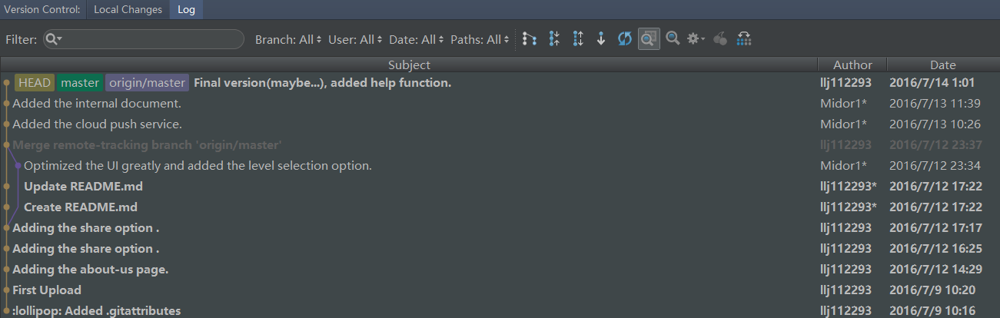 Version Control: Local Changes Log
Filter: Branch: All User: All Date: All Paths: All
Subject Author Date
HEAD master origin/master Final version(maybe...), added help function. llj112293 2016/7/14 1:01
Added the internal document. Midor1* 2016/7/13 11:39
Added the cloud push service. Midor1* 2016/7/13 10:26
Merge remote-tracking branch 'origin/master' llj112293 2016/7/12 23:37
Optimized the UI greatly and added the level selection option. Midor1* 2016/7/12 23:34
Update README.md llj112293* 2016/7/12 17:22
Create README.md llj112293* 2016/7/12 17:22
Adding the share option . llj112293 2016/7/12 17:17
Adding the share option . llj112293 2016/7/12 16:25
Adding the about-us page. llj112293 2016/7/12 14:29
First Upload llj112293 2016/7/9 10:20
:lollipop: Added .gitattributes llj112293 2016/7/9 10:16